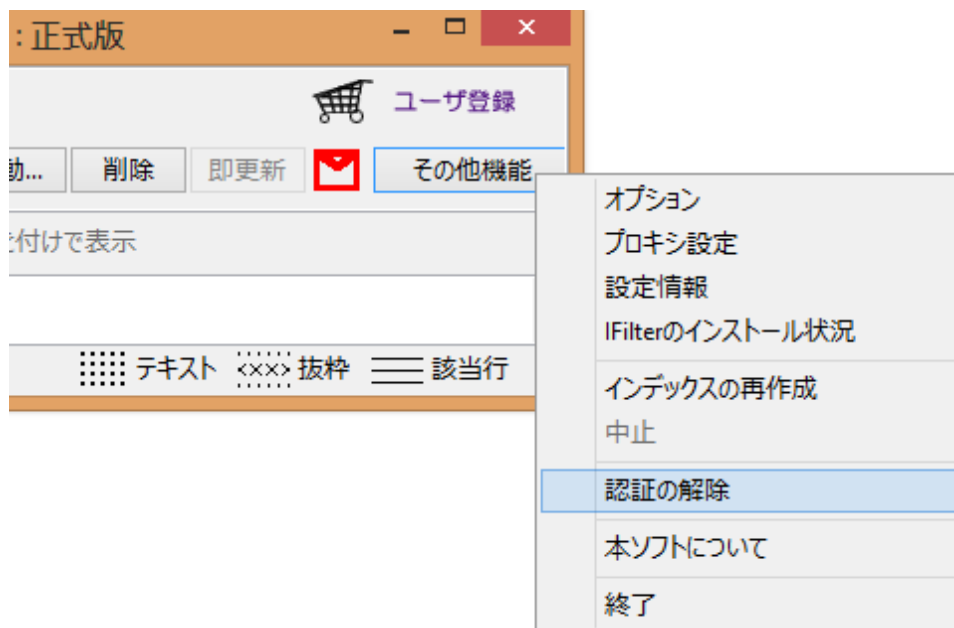 : 正式版
ユーザ登録
動... 削除 即更新 その他機能
付けで表示
テキスト <xx> 抜粋 該当行
オプション
プロキシ設定
設定情報
IFilterのインストール状況
インデックスの再作成
中止
認証の解除
本ソフトについて
終了